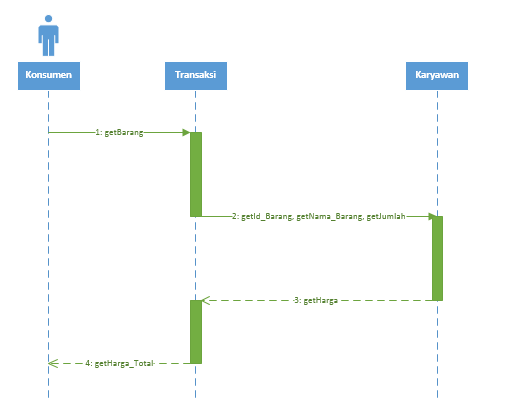 Konsumen
Transaksi
Karyawan
1: getBarang
2: getId_Barang, getNama_Barang, getJumlah
3: getHarga
4: getHarga_Total